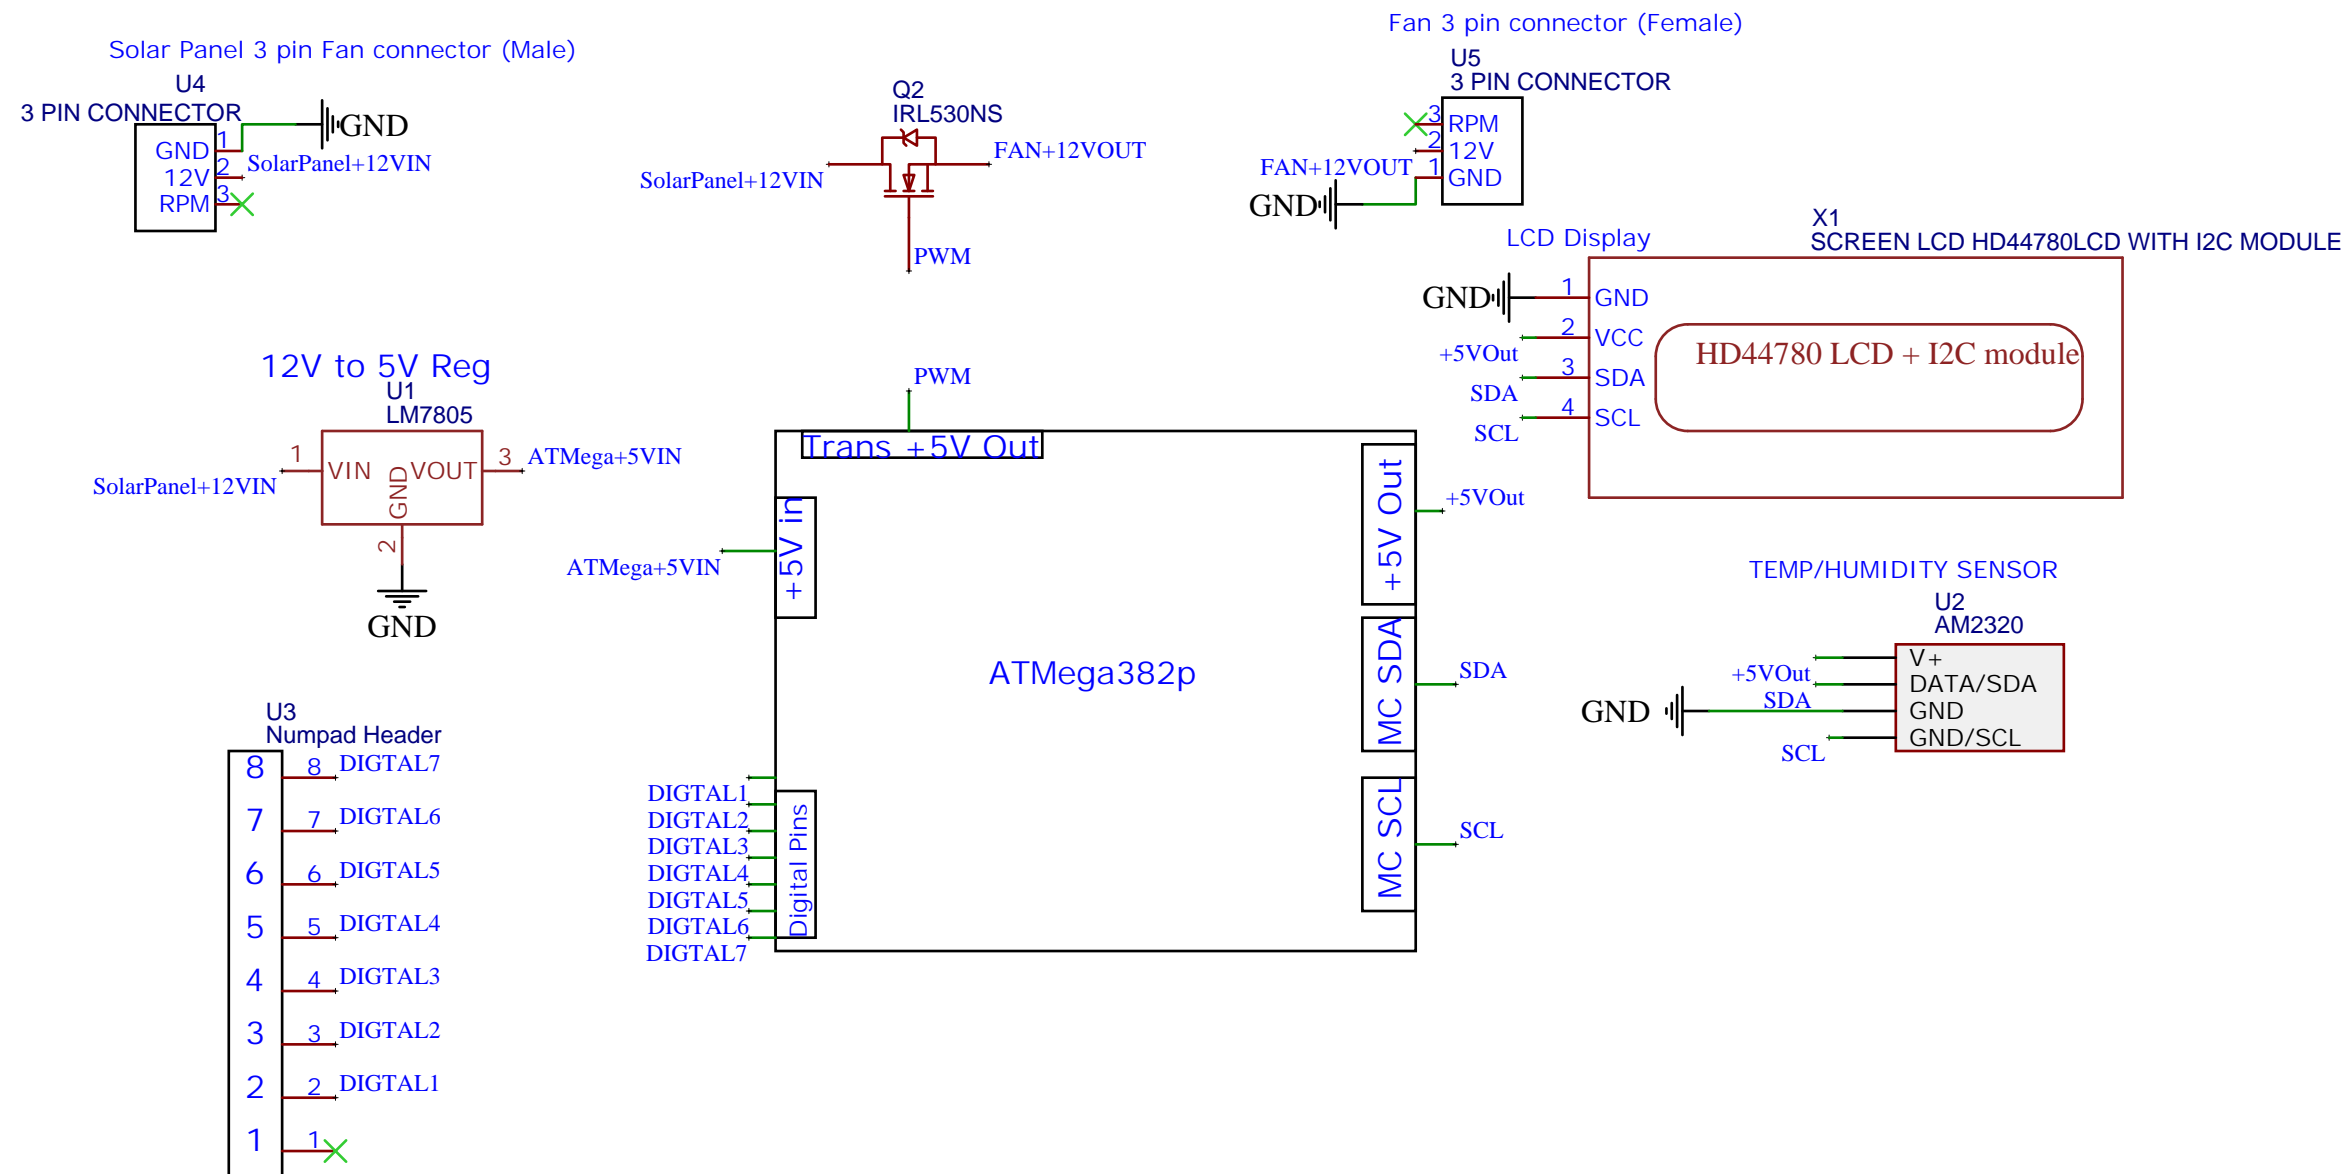 Solar Panel 3 pin Fan connector (Male)
U4
3 PIN CONNECTOR
GND
12V
RPM
1
2
3
GND
SolarPanel+12VIN
Q2
IRL530NS
SolarPanel+12VIN
FAN+12VOUT
PWM
Fan 3 pin connector (Female)
U5
3 PIN CONNECTOR
3
2
1
RPM
12V
GND
FAN+12VOUT
GND
LCD Display
X1
SCREEN LCD HD44780LCD WITH I2C MODULE
GND
1
GND
2
VCC
+5VOut
3
SDA
SDA
4
SCL
SCL
HD44780 LCD + I2C module
12V to 5V Reg
U1
LM7805
1
VIN
GND
VOUT
3
ATMega+5VIN
SolarPanel+12VIN
2
GND
PWM
Trans +5V Out
+5V in
ATMega+5VIN
+5V Out
+5VOut
ATMega382p
MC SDA
SDA
MC SCL
SCL
Digital Pins
DIGTAL1
DIGTAL2
DIGTAL3
DIGTAL4
DIGTAL5
DIGTAL6
DIGTAL7
TEMP/HUMIDITY SENSOR
U2
AM2320
V+
DATA/SDA
GND
GND/SCL
+5VOut
SDA
GND
SCL
U3
Numpad Header
8 8 DIGTAL7
7 7 DIGTAL6
6 6 DIGTAL5
5 5 DIGTAL4
4 4 DIGTAL3
3 3 DIGTAL2
2 2 DIGTAL1
1 1